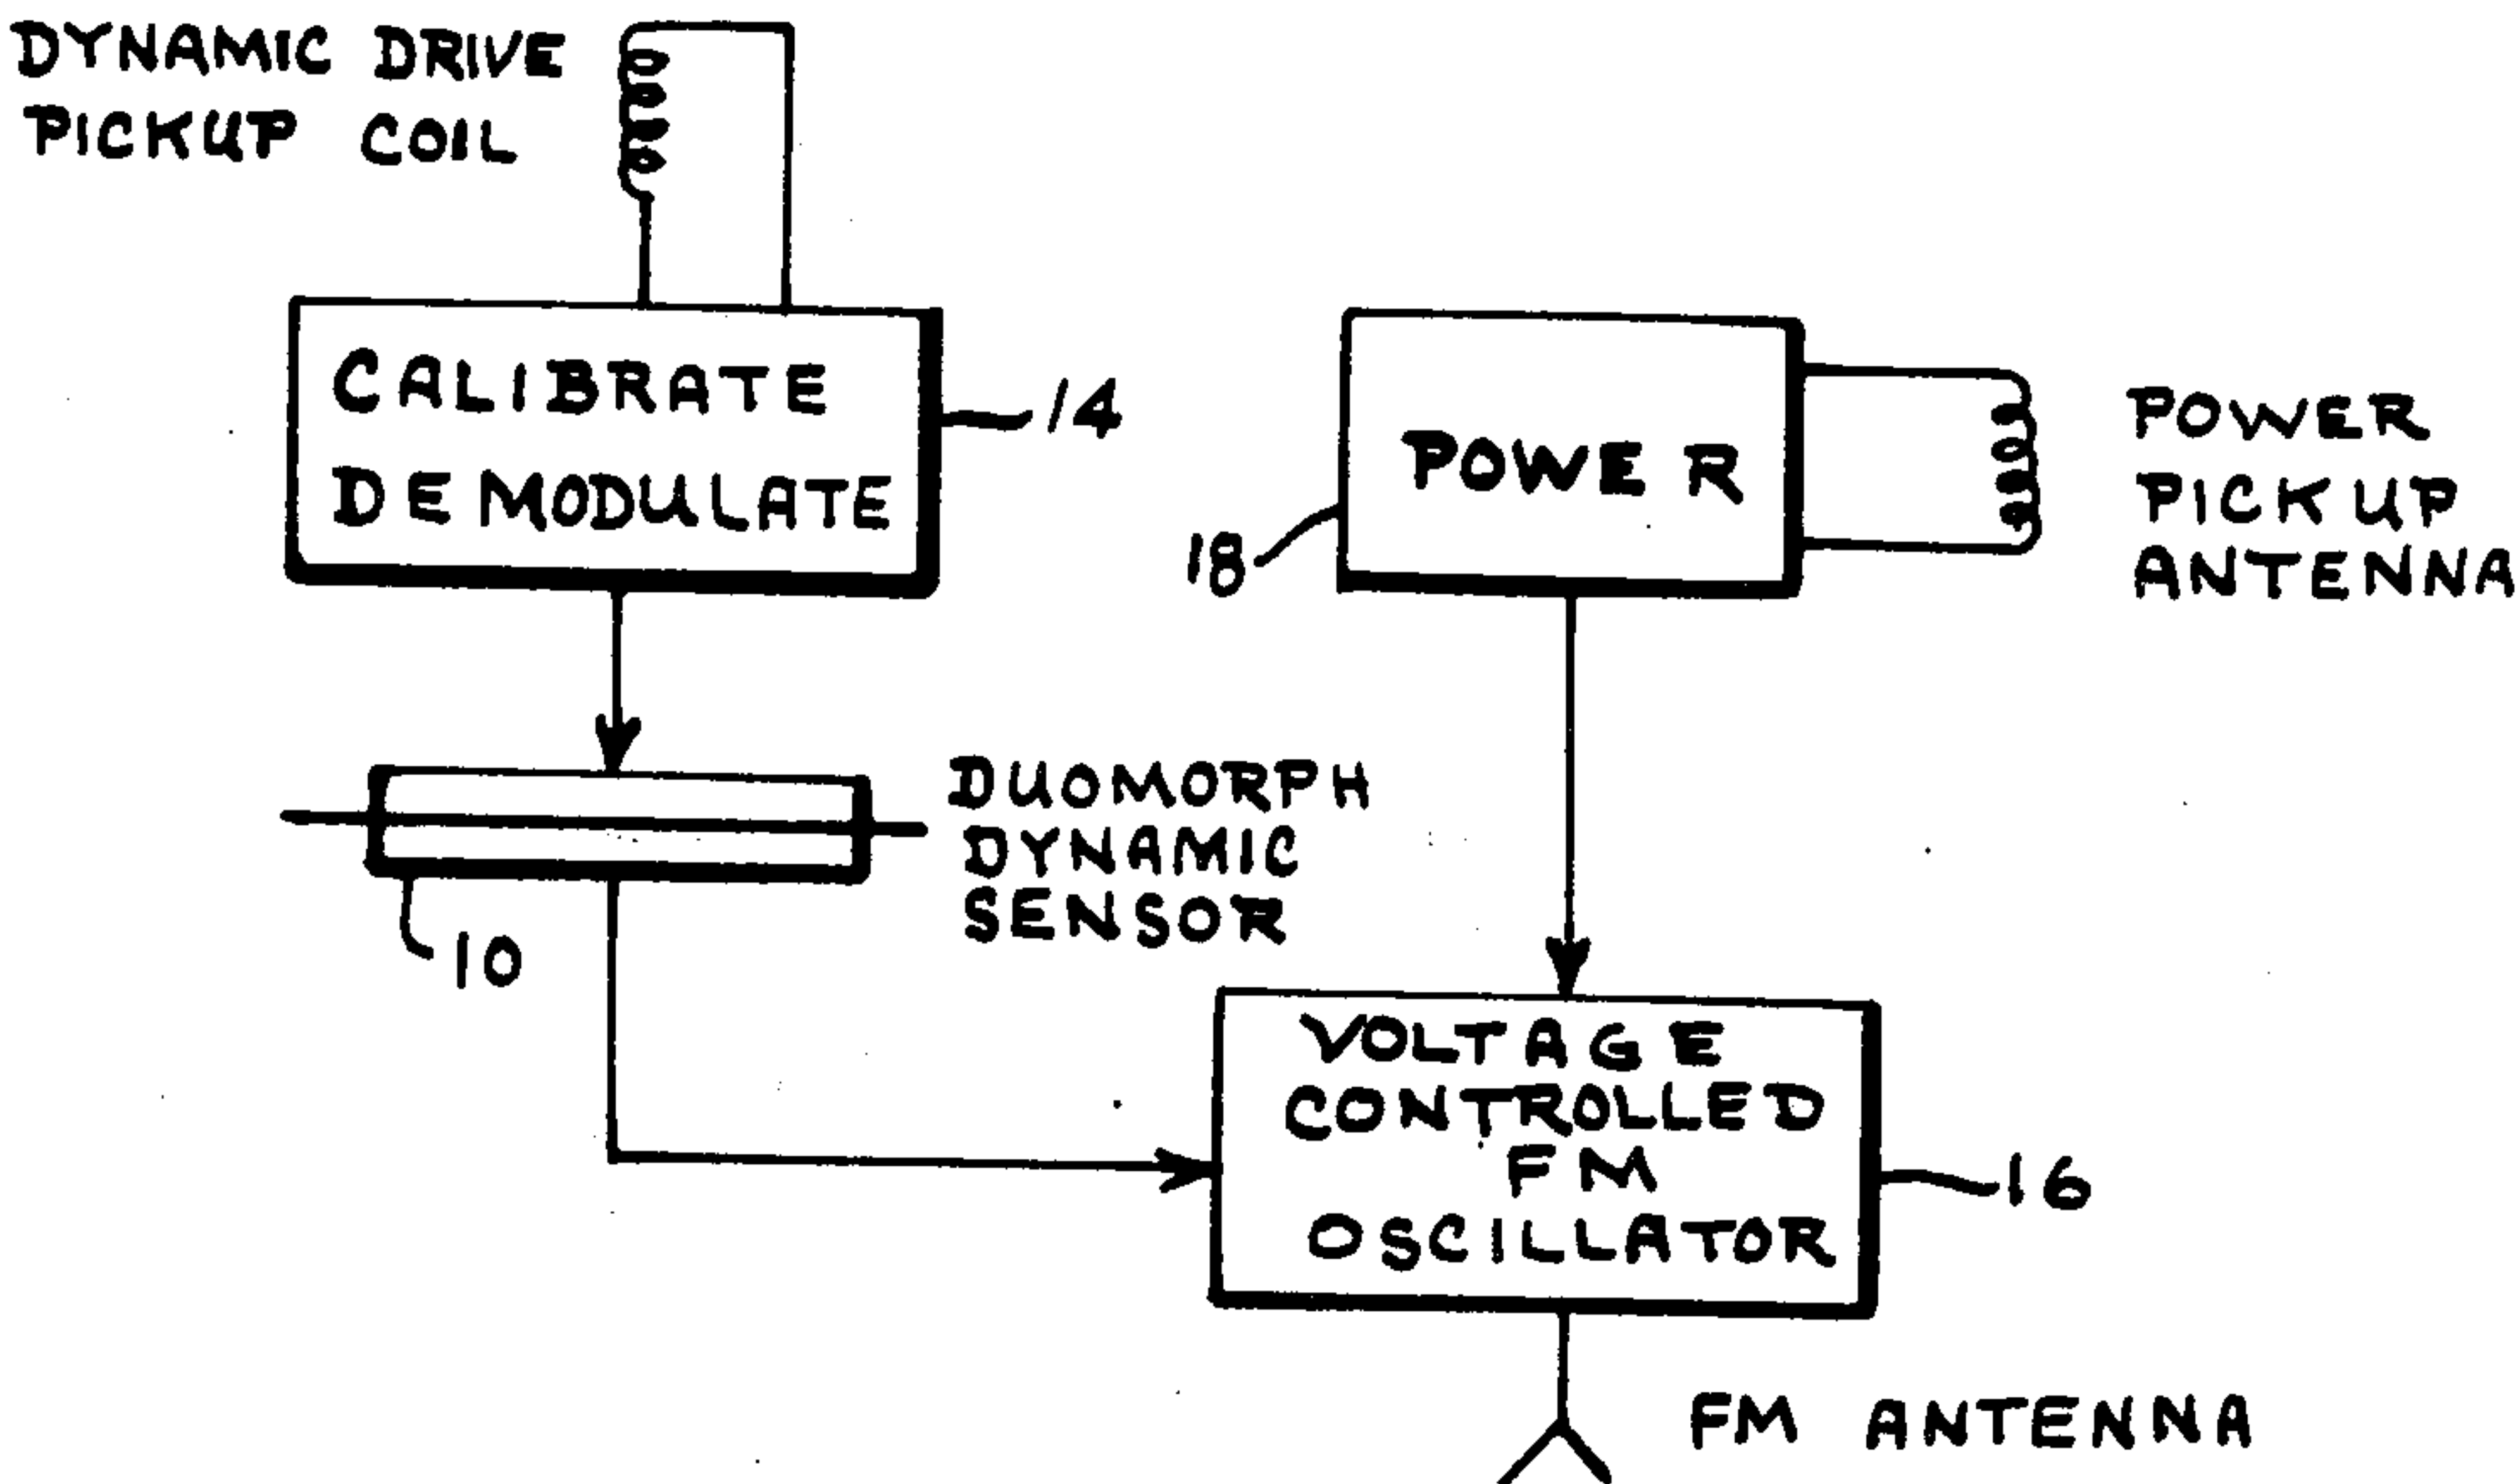 DYNAMIC DRIVE
PICKUP COIL
CALIBRATE
DEMODULATE
14
POWER
18
POWER
PICKUP
ANTENNA
DUOMORPH
DYNAMIC
SENSOR
10
VOLTAGE
CONTROLLED
FM
OSCILLATOR
16
FM ANTENNA